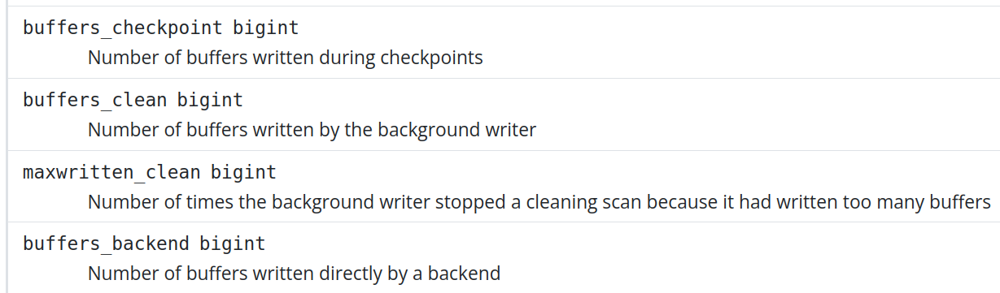 buffers_checkpoint bigint
Number of buffers written during checkpoints
buffers_clean bigint
Number of buffers written by the background writer
maxwritten_clean bigint
Number of times the background writer stopped a cleaning scan because it had written too many buffers
buffers_backend bigint
Number of buffers written directly by a backend